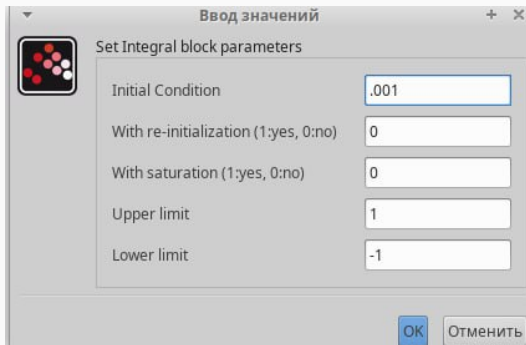 Ввод значений
Set Integral block parameters
Initial Condition .001
With re-initialization (1:yes, 0:no) 0
With saturation (1:yes, 0:no) 0
Upper limit 1
Lower limit -1
OK Отменить